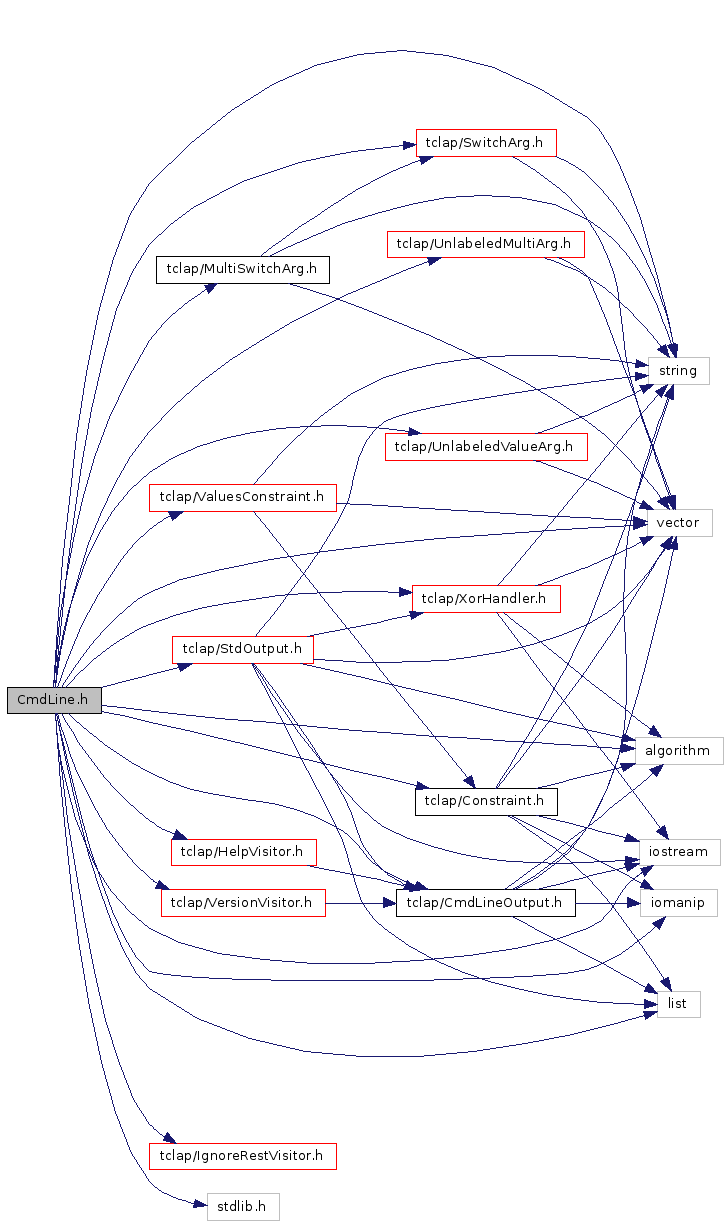 tclap/SwitchArg.h
tclap/UnlabeledMultiArg.h
tclap/MultiSwitchArg.h
string
tclap/UnlabeledValueArg.h
tclap/ValuesConstraint.h
vector
tclap/XorHandler.h
tclap/StdOutput.h
CmdLine.h
algorithm
tclap/Constraint.h
tclap/HelpVisitor.h
iostream
tclap/VersionVisitor.h
tclap/CmdLineOutput.h
iomanip
list
tclap/IgnoreRestVisitor.h
stdlib.h